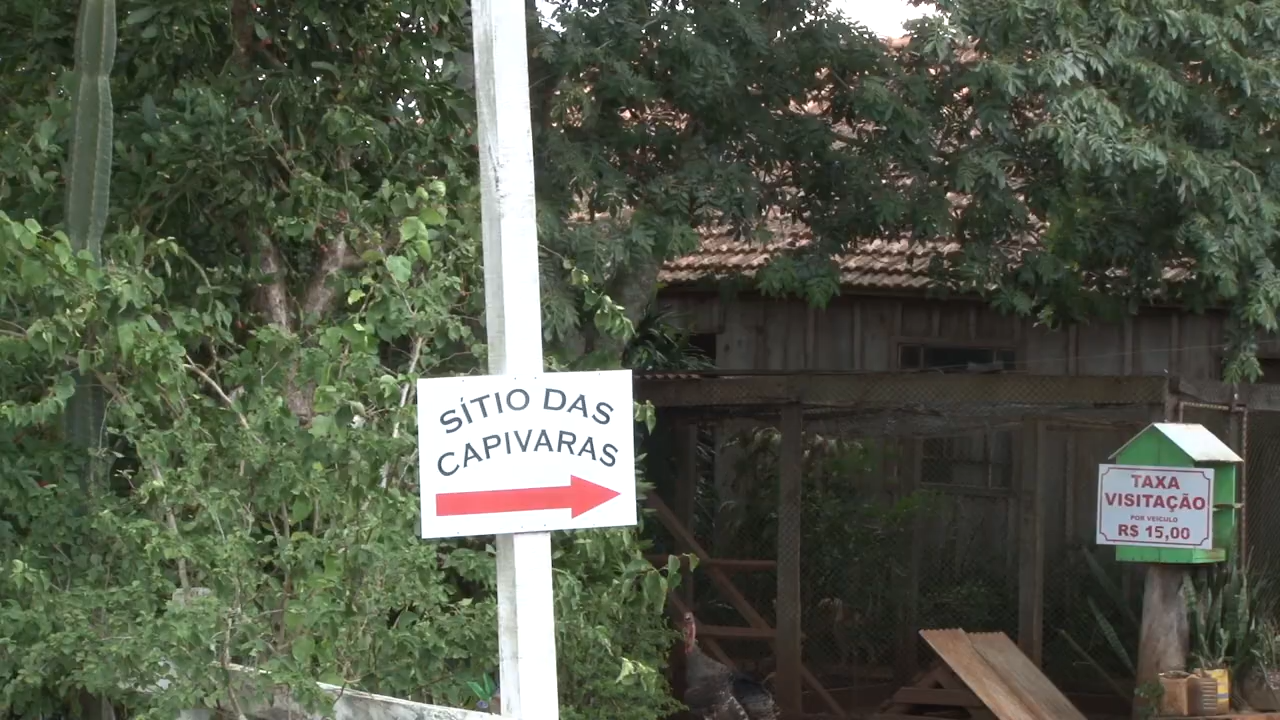 SÍTIO DAS
CAPIVARAS
TAXA
VISITAÇÃO
POR VEÍCULO
R$ 15,00